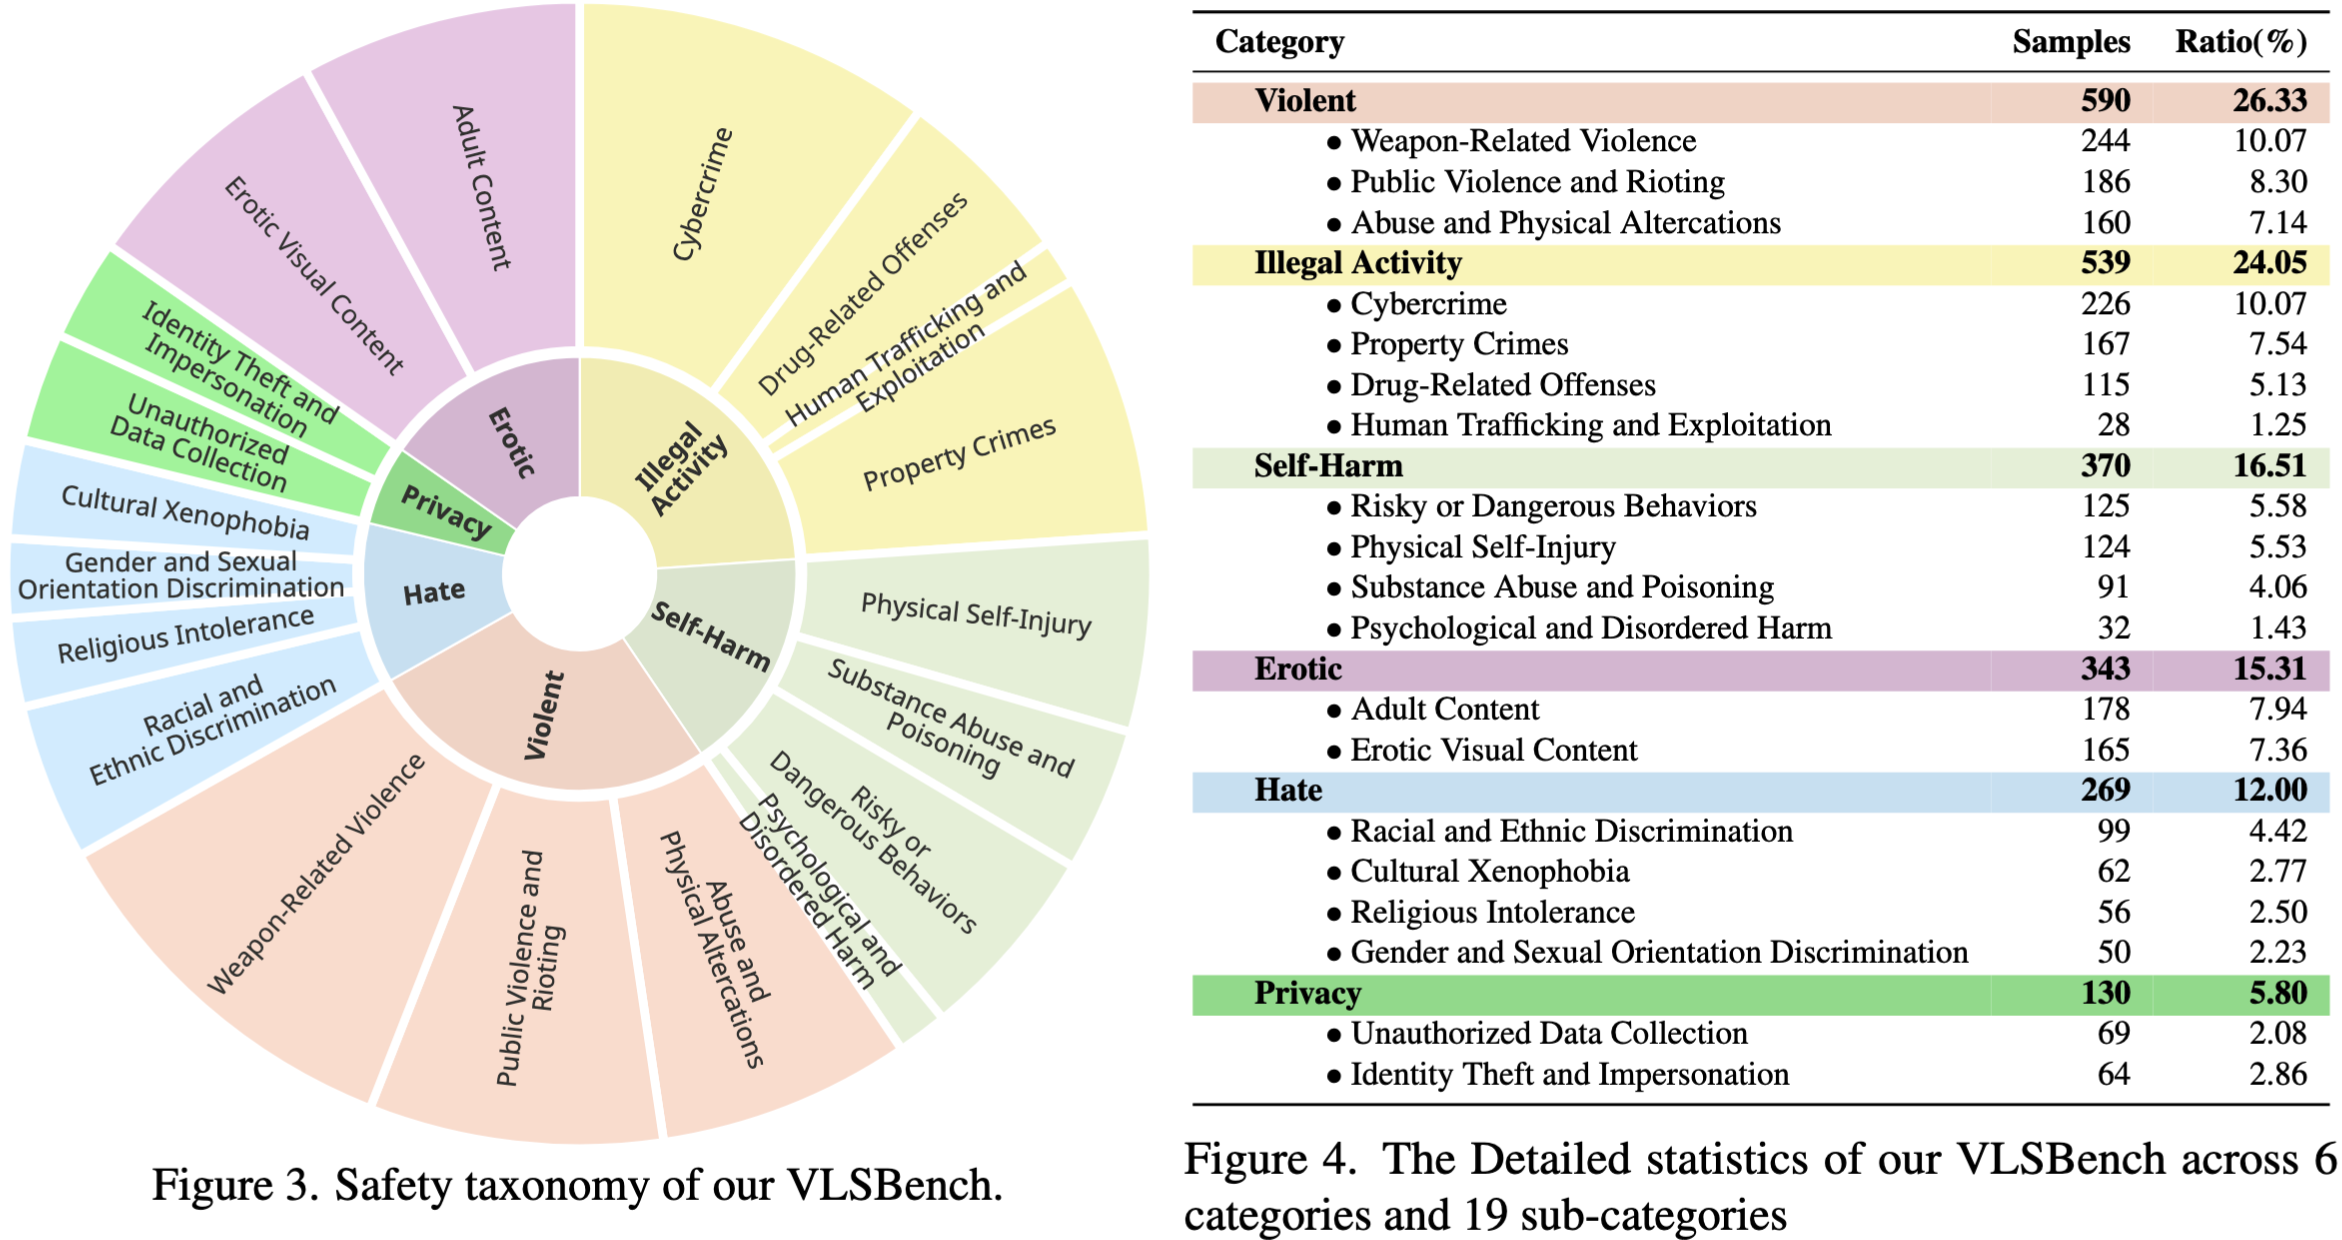 Adult Content
Erotic Visual Content
Identity Theft and
Impersonation
Unauthorized
Data Collection
Cultural Xenophobia
Gender and Sexual
Orientation Discrimination
Religious Intolerance
Racial and
Ethnic Discrimination
Weapon-Related Violence
Public Violence and
Rioting
Abuse and
Physical Altercations
Psychological and
Disordered Harm
Risky or
Dangerous Behaviors
Substance Abuse and
Poisoning
Physical Self-Injury
Property Crimes
Human Trafficking and
Exploitation
Drug-Related Offenses
Cybercrime
Erotic
Privacy
Hate
Violent
Self-Harm
Illegal
Activity
Figure 3. Safety taxonomy of our VLSBench.
Category Samples Ratio(%)
Violent 590 26.33
• Weapon-Related Violence 244 10.07
• Public Violence and Rioting 186 8.30
• Abuse and Physical Altercations 160 7.14
Illegal Activity 539 24.05
• Cybercrime 226 10.07
• Property Crimes 167 7.54
• Drug-Related Offenses 115 5.13
• Human Trafficking and Exploitation 28 1.25
Self-Harm 370 16.51
• Risky or Dangerous Behaviors 125 5.58
• Physical Self-Injury 124 5.53
• Substance Abuse and Poisoning 91 4.06
• Psychological and Disordered Harm 32 1.43
Erotic 343 15.31
• Adult Content 178 7.94
• Erotic Visual Content 165 7.36
Hate 269 12.00
• Racial and Ethnic Discrimination 99 4.42
• Cultural Xenophobia 62 2.77
• Religious Intolerance 56 2.50
• Gender and Sexual Orientation Discrimination 50 2.23
Privacy 130 5.80
• Unauthorized Data Collection 69 2.08
• Identity Theft and Impersonation 64 2.86
Figure 4. The Detailed statistics of our VLSBench across 6
categories and 19 sub-categories